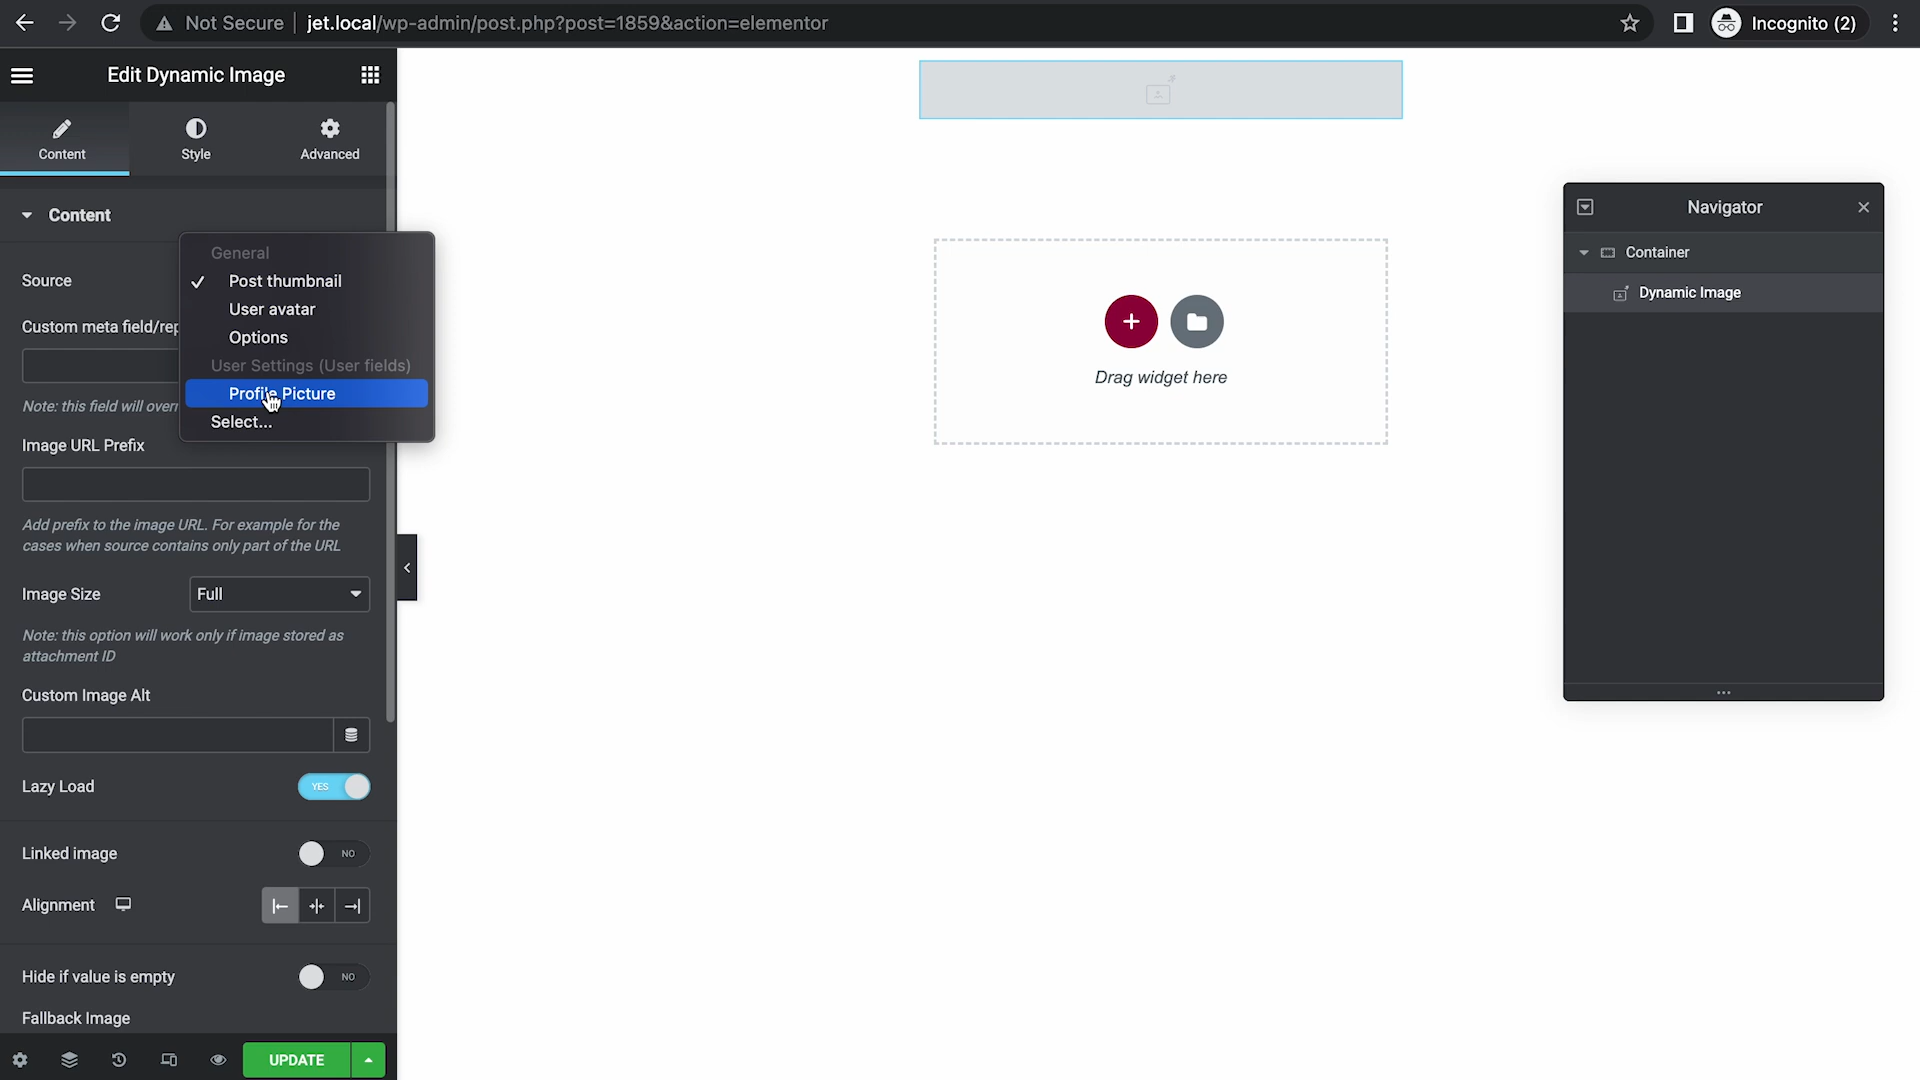 Not Secure
jet.local/wp-admin/post.php?post=1859&action=elementor
Incognito (2)
Edit Dynamic Image
Content
Style
Advanced
Content
General
Source
Post thumbnail
User avatar
Custom meta field/rep
Options
User Settings (User fields)
Profile Picture
Note: this field will overr
Select...
Image URL Prefix
Add prefix to the image URL. For example for the
cases when source contains only part of the URL
Image Size
Full
Note: this option will work only if image stored as
attachment ID
Custom Image Alt
Lazy Load
YES
Linked image
NO
Alignment
Hide if value is empty
NO
Fallback Image
UPDATE
Drag widget here
Navigator
Container
Dynamic Image